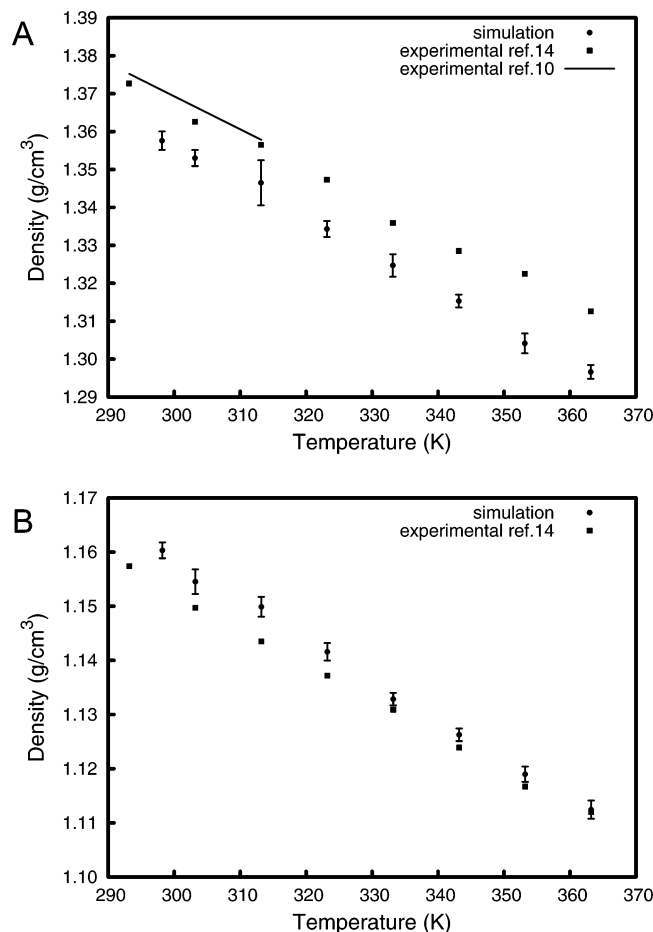 A
simulation
experimental ref.14
experimental ref.10
1.39
1.38
1.37
1.36
1.35
1.34
1.33
1.32
1.31
1.30
1.29
Density (g/cm³)
290 300 310 320 330 340 350 360 370
Temperature (K)
B
simulation
experimental ref.14
1.17
1.16
1.15
1.14
1.13
1.12
1.11
1.10
Density (g/cm³)
290 300 310 320 330 340 350 360 370
Temperature (K)